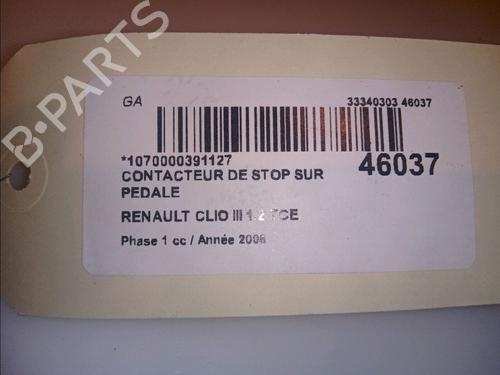 B-PARTS
GA
33340303 46037
*1070000391127
46037
CONTACTEUR DE STOP SUR
PEDALE
RENAULT CLIO III 1.2 TCE
Phase 1 cc / Année 2008